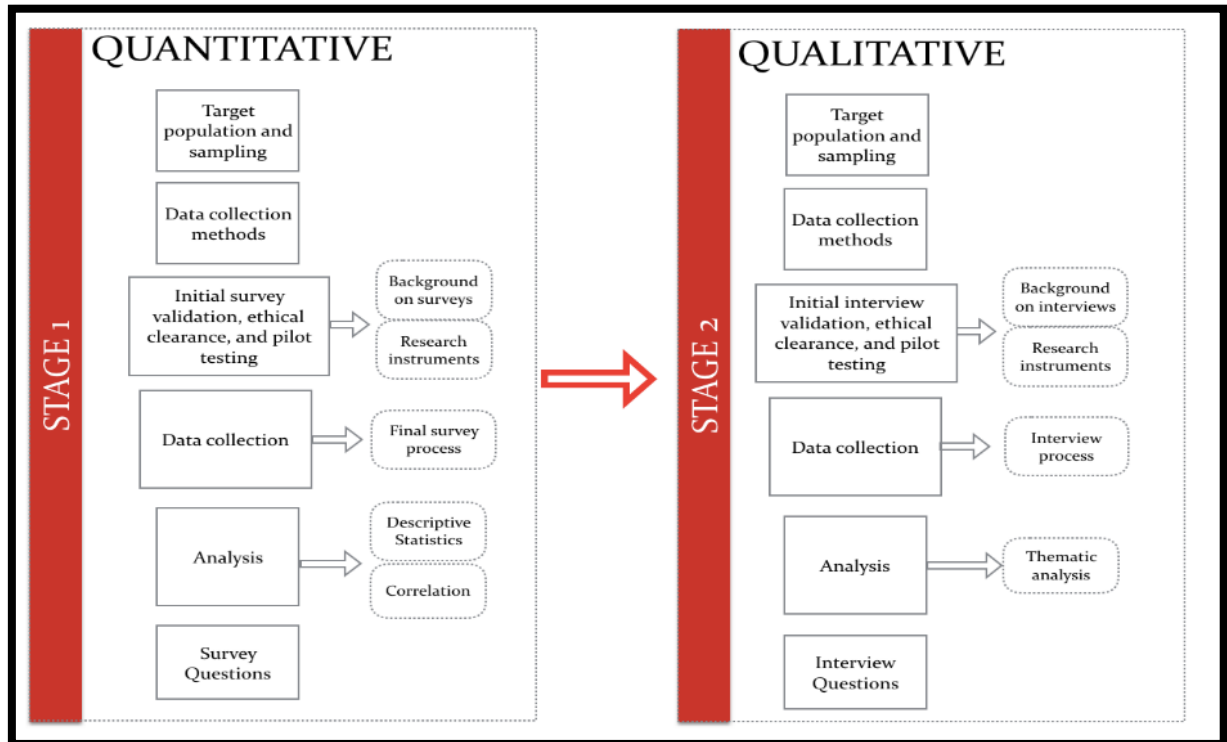 STAGE 1
QUANTITATIVE
Target
population and
sampling
Data collection
methods
Initial survey
validation, ethical
clearance, and pilot
testing
Background
on surveys
Research
instruments
Data collection
Final survey
process
Analysis
Descriptive
Statistics
Correlation
Survey
Questions
STAGE 2
QUALITATIVE
Target
population and
sampling
Data collection
methods
Initial interview
validation, ethical
clearance, and pilot
testing
Background
on interviews
Research
instruments
Data collection
Interview
process
Analysis
Thematic
analysis
Interview
Questions